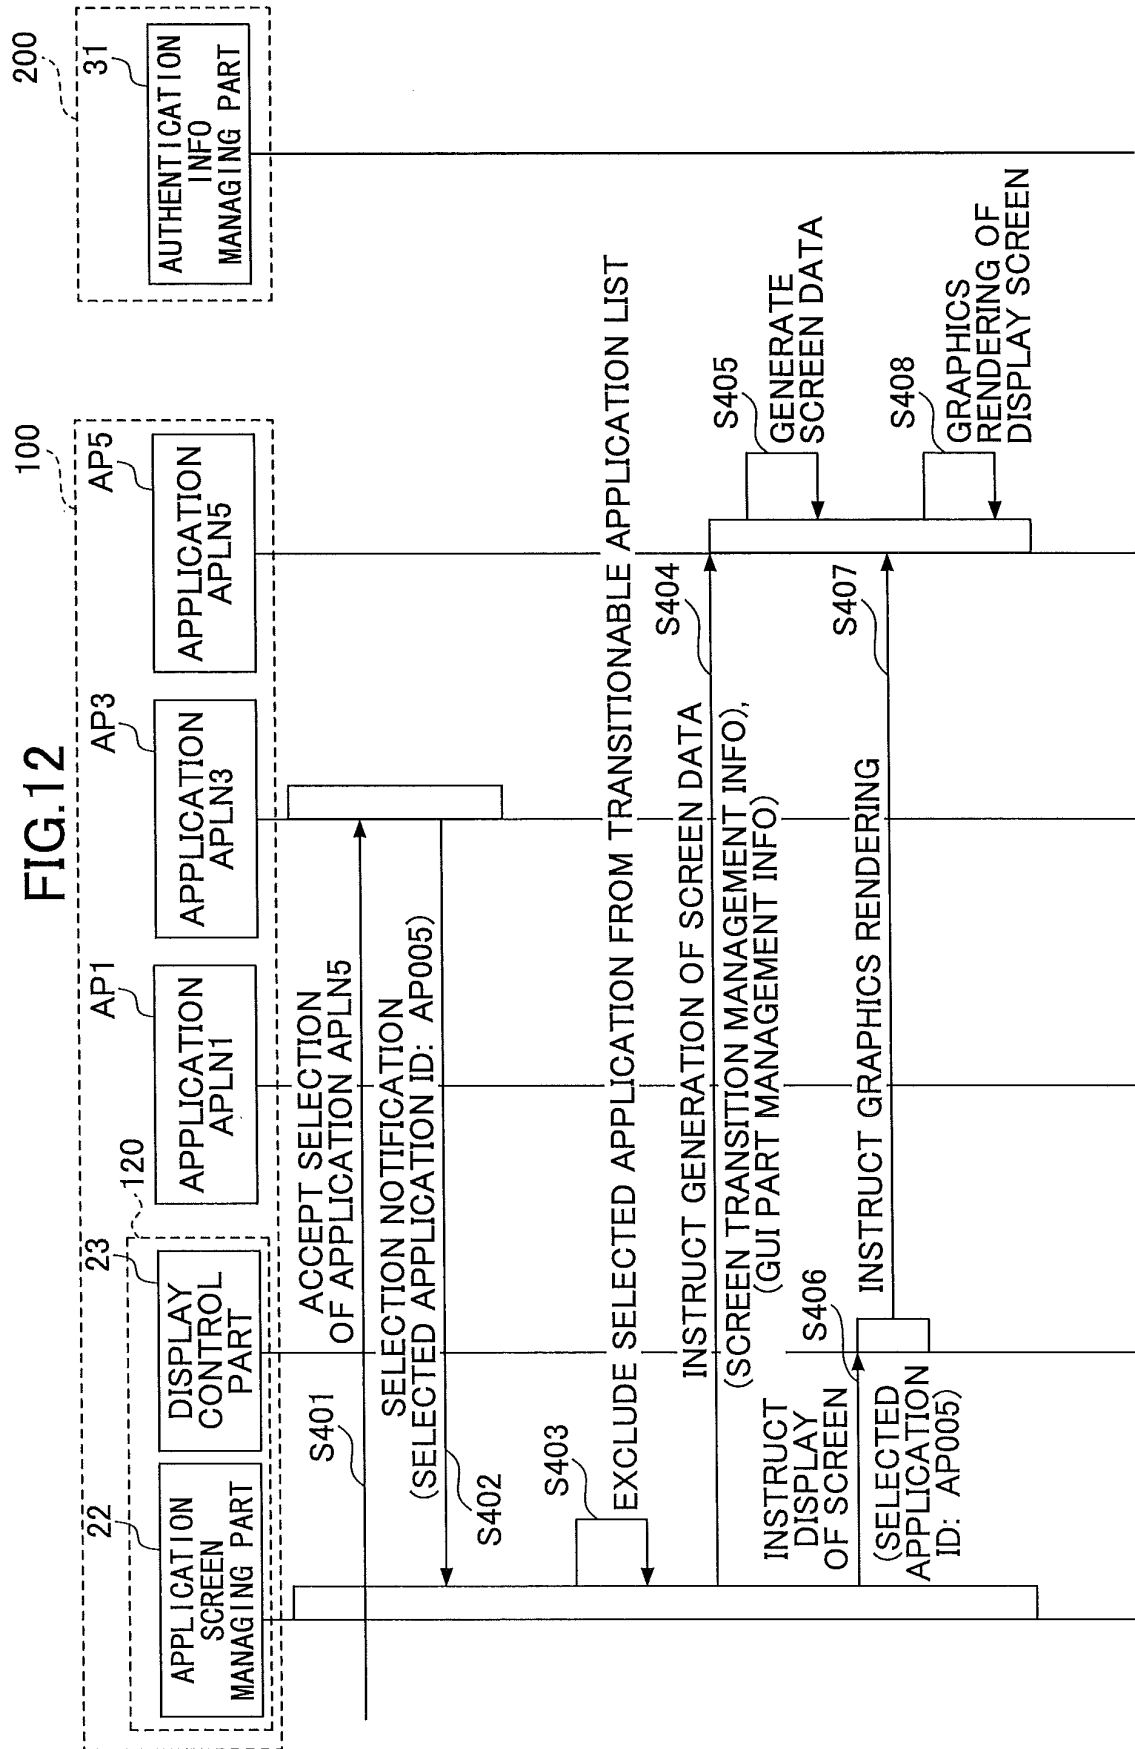 FIG.12
100
200
120
22
APPLICATION
SCREEN
MANAGING PART
23
DISPLAY
CONTROL
PART
AP1
APPLICATION
APLN1
AP3
APPLICATION
APLN3
AP5
APPLICATION
APLN5
31
AUTHENTICATION
INFO
MANAGING PART
S401
ACCEPT SELECTION
OF APPLICATION APLN5
SELECTION NOTIFICATION
(SELECTED APPLICATION ID: AP005)
S402
S403
EXCLUDE SELECTED APPLICATION FROM TRANSITIONABLE APPLICATION LIST
INSTRUCT GENERATION OF SCREEN DATA
(SCREEN TRANSITION MANAGEMENT INFO),
(GUI PART MANAGEMENT INFO)
S404
S405
GENERATE
SCREEN DATA
INSTRUCT
DISPLAY
OF SCREEN
S406
(SELECTED
APPLICATION
ID: AP005)
INSTRUCT GRAPHICS RENDERING
S407
S408
GRAPHICS
RENDERING OF
DISPLAY SCREEN